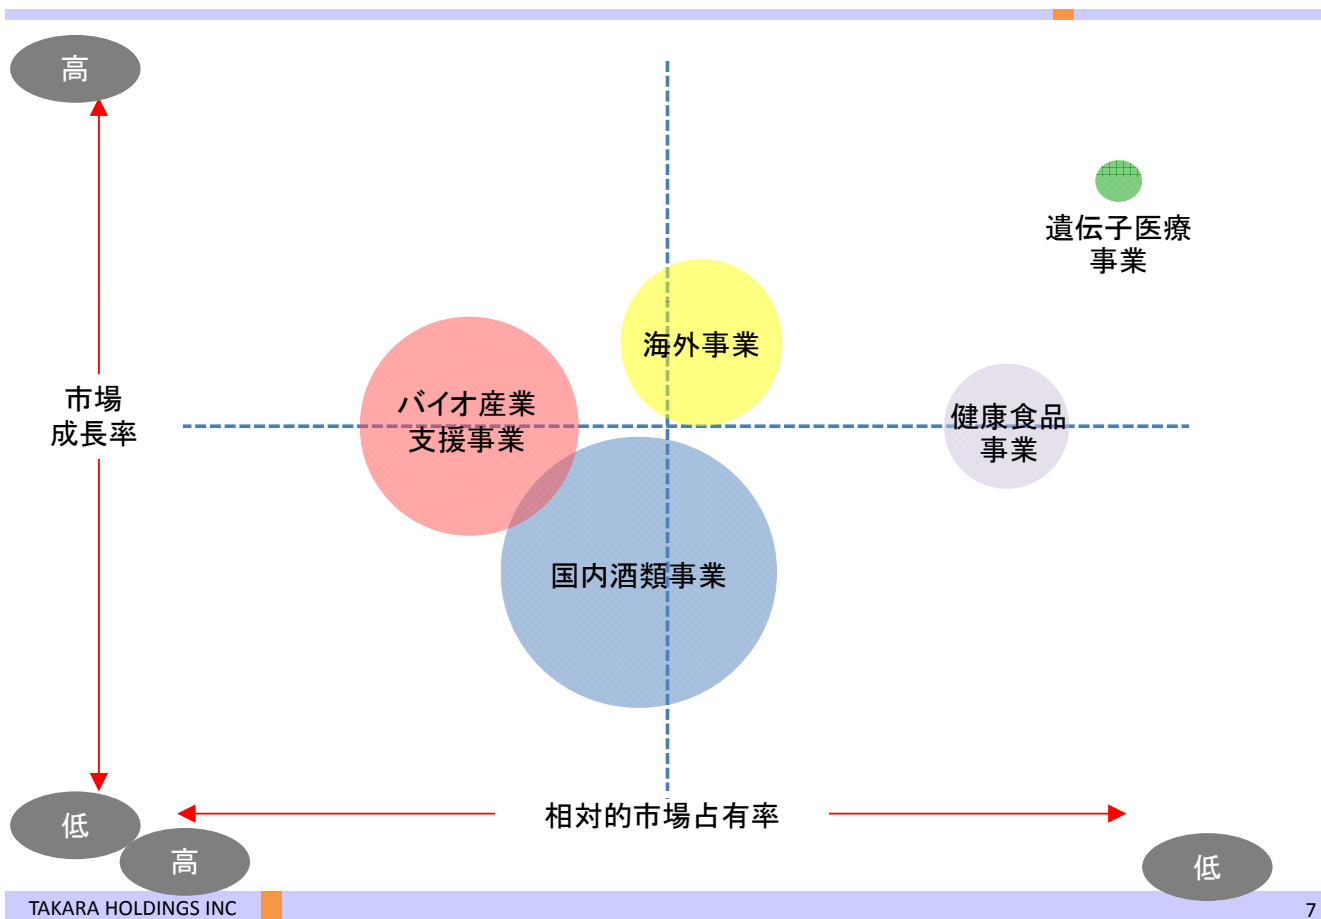 高
遺伝子医療
事業
海外事業
市場
成長率
バイオ産業
支援事業
健康食品
事業
国内酒類事業
低
高
相対的市場占有率
低
TAKARA HOLDINGS INC
7